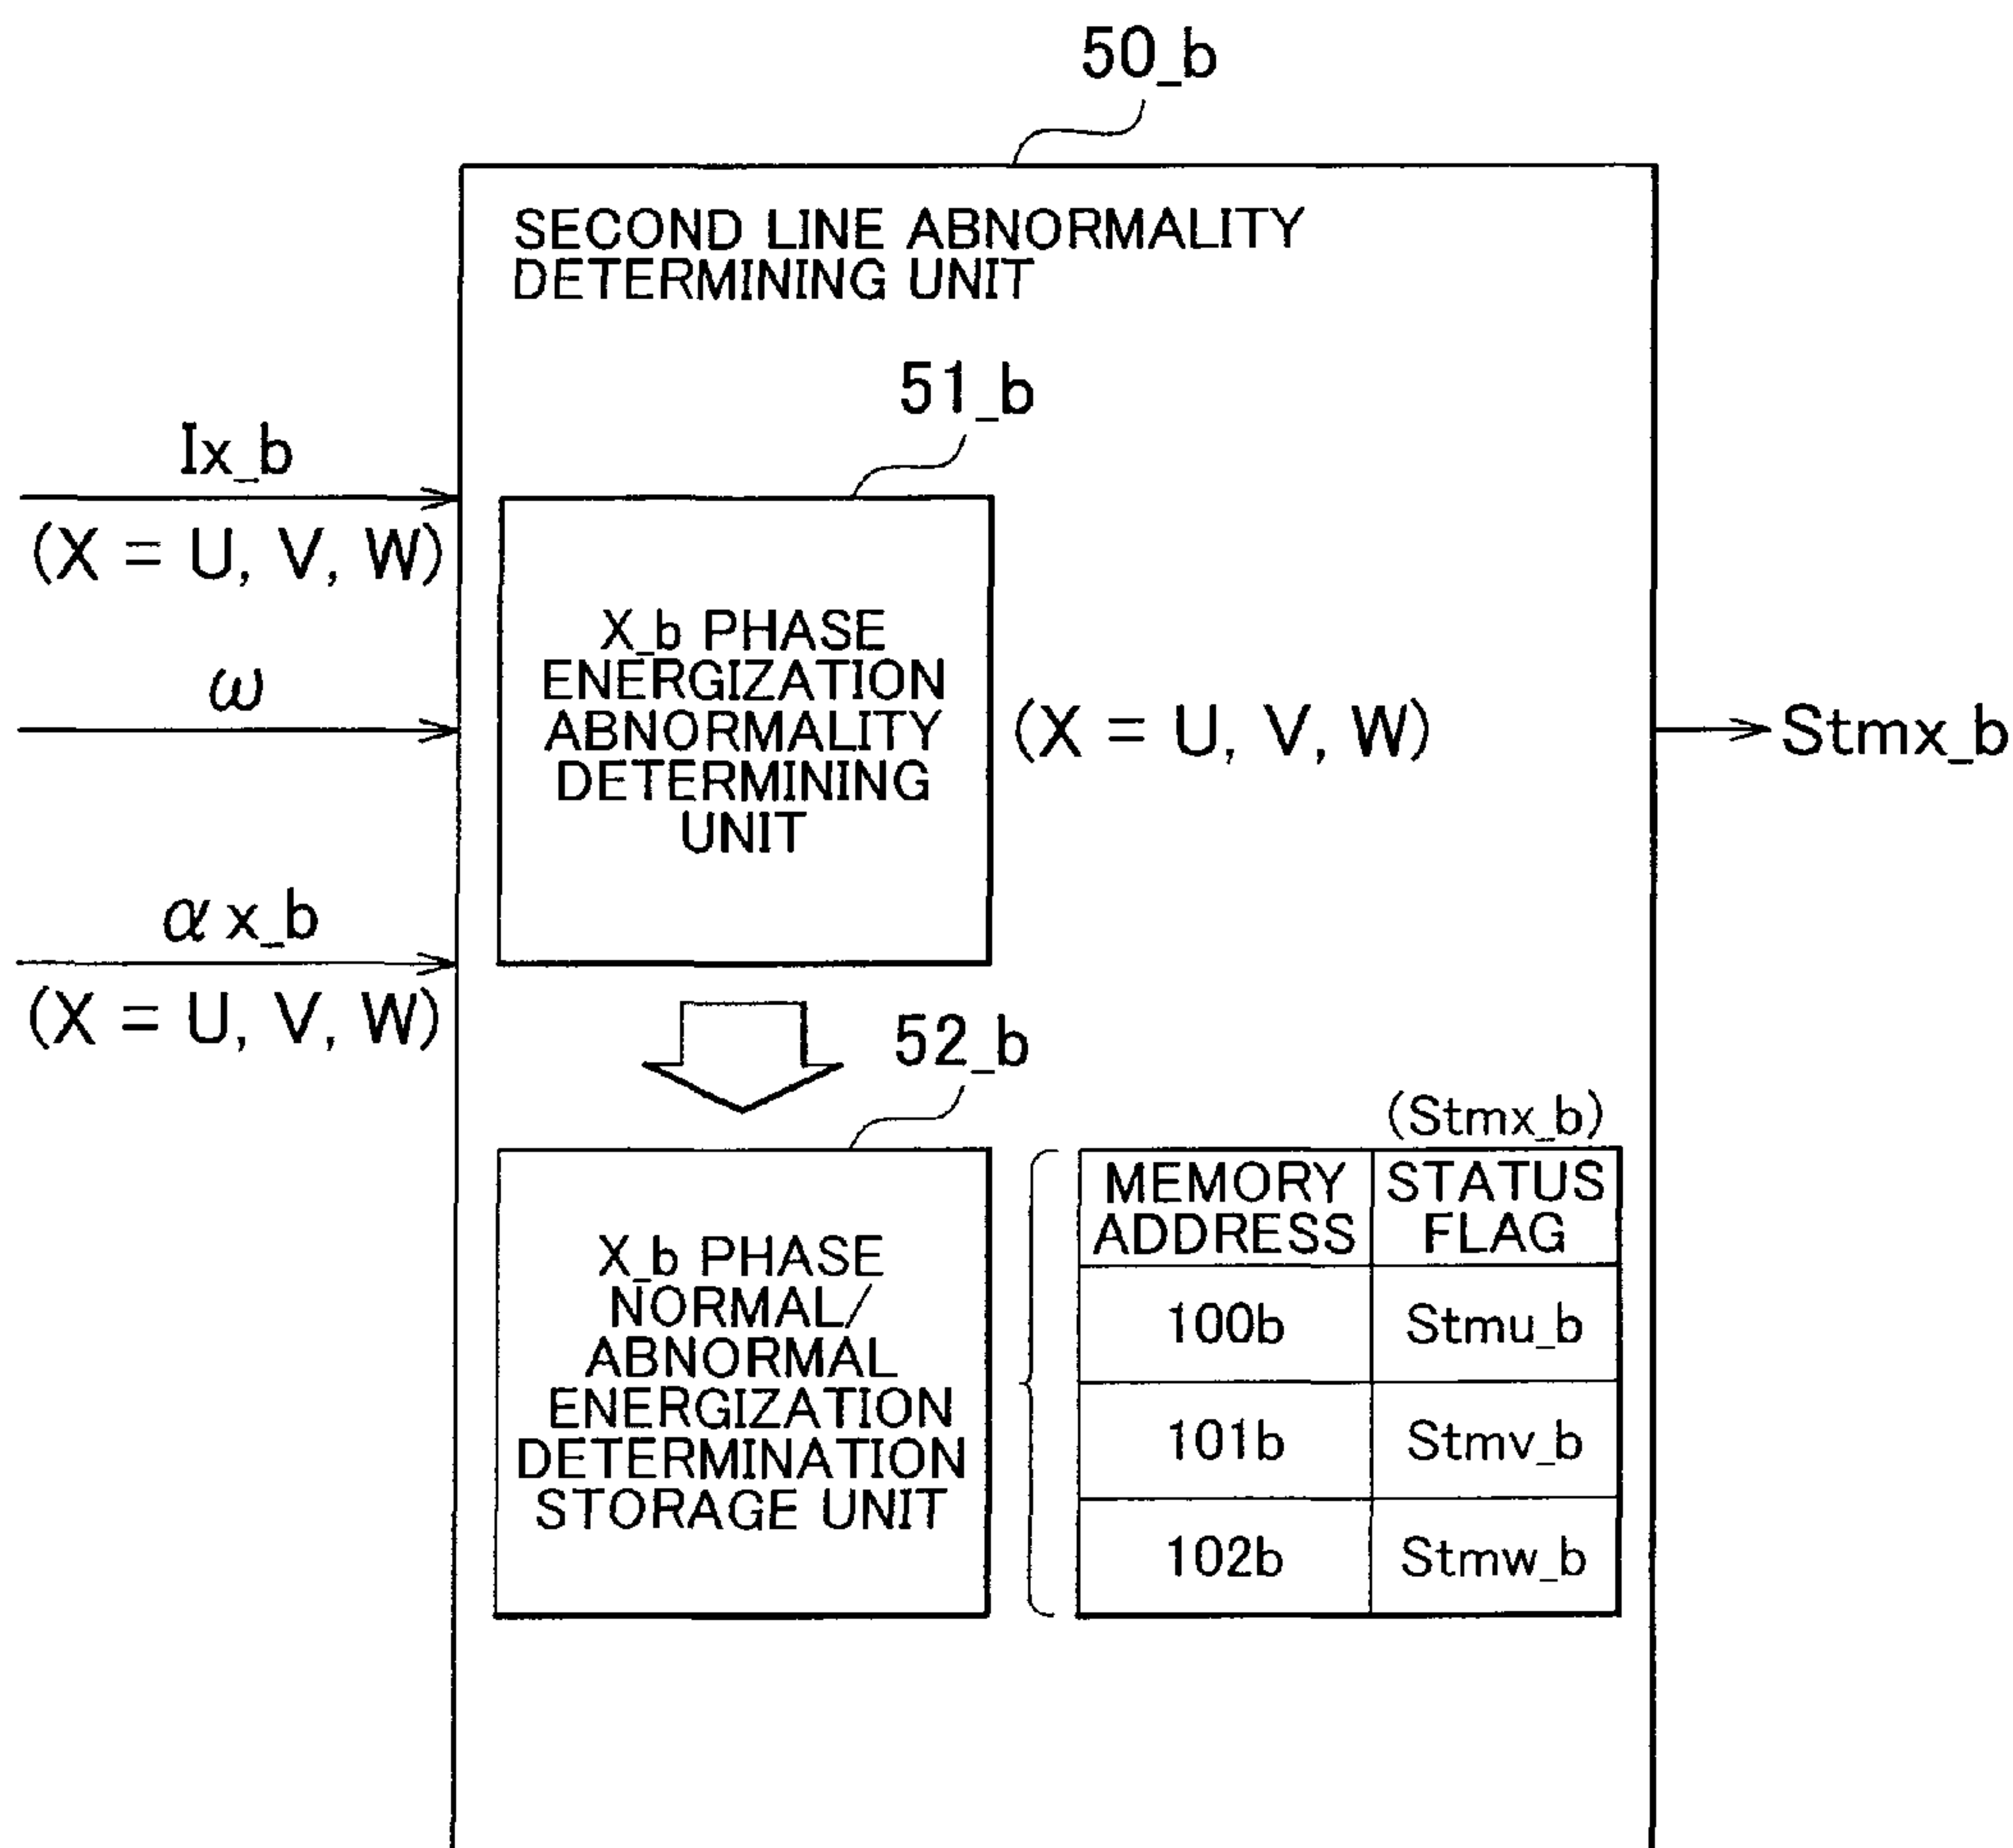 50_b
SECOND LINE ABNORMALITY
DETERMINING UNIT
51_b
Ix_b
(X = U, V, W)
ω
αx_b
(X = U, V, W)
X_b PHASE
ENERGIZATION
ABNORMALITY
DETERMINING
UNIT
(X = U, V, W)
Stmx_b
52_b
X_b PHASE
NORMAL/
ABNORMAL
ENERGIZATION
DETERMINATION
STORAGE UNIT
(Stmx_b)
MEMORY
ADDRESS
STATUS
FLAG
100b
Stmu_b
101b
Stmv_b
102b
Stmw_b